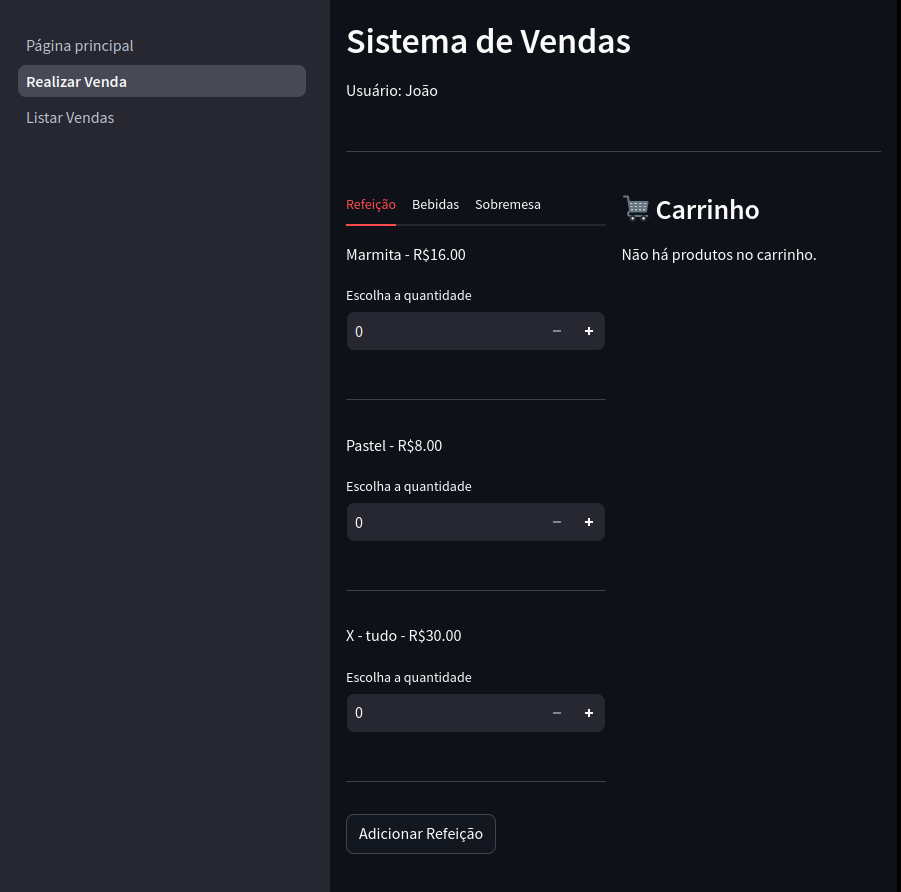 Página principal
Realizar Venda
Listar Vendas
Sistema de Vendas
Usuário: João
Refeição Bebidas Sobremesa
Marmita - R$16.00
Escolha a quantidade
0
Pastel - R$8.00
Escolha a quantidade
0
X - tudo - R$30.00
Escolha a quantidade
0
Adicionar Refeição
Carrinho
Não há produtos no carrinho.